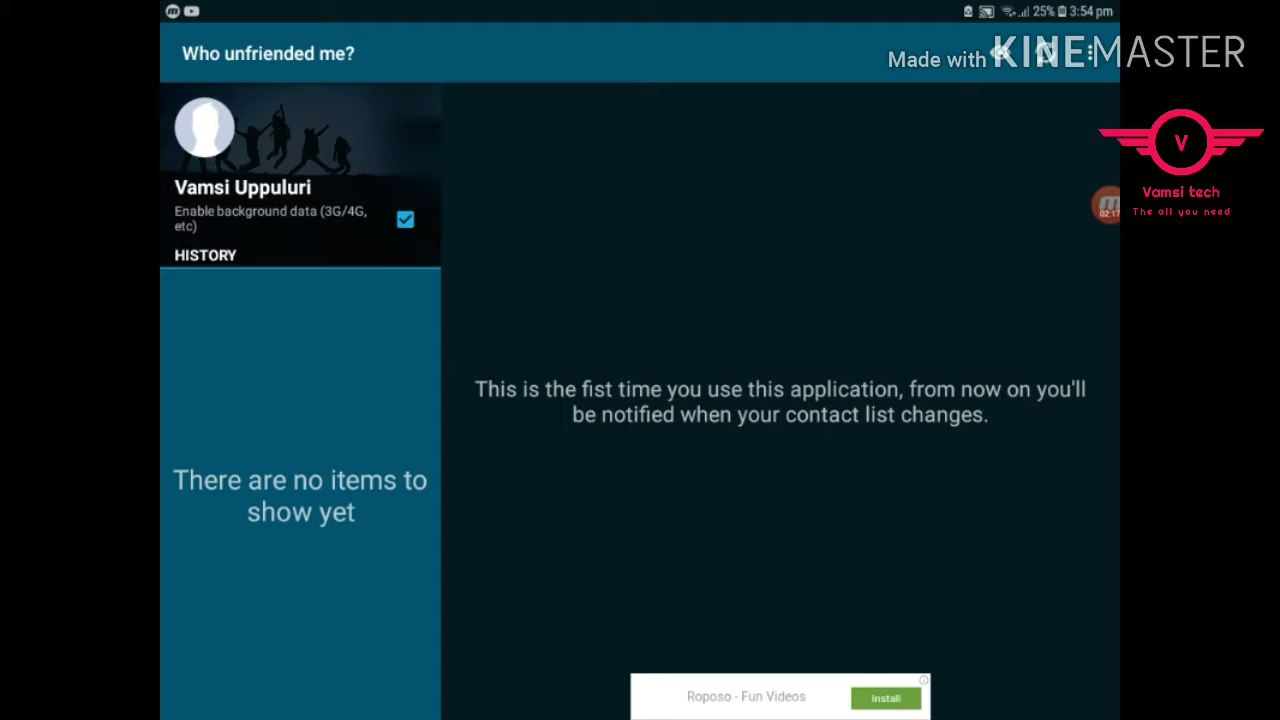 25% 3:54 pm
Who unfriended me?
Made with KINEMASTER
V
Vamsi tech
The all you need
02:17
Vamsi Uppuluri
Enable background data (3G/4G,
etc)
HISTORY
This is the fist time you use this application, from now on you'll
be notified when your contact list changes.
There are no items to
show yet
Roposo - Fun Videos
Install